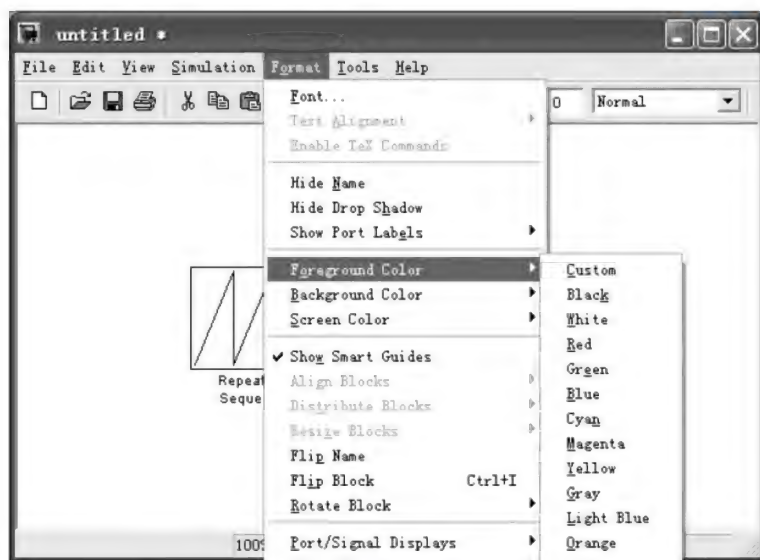 untitled *
File Edit View Simulation Format Tools Help
0 Normal
Font...
Text Alignment
Enable TeX Commands
Hide Name
Hide Drop Shadow
Show Port Labels
Foreground Color
Background Color
Screen Color
Show Smart Guides
Align Blocks
Distribute Blocks
Resize Blocks
Flip Name
Flip Block Ctrl+I
Rotate Block
Port/Signal Displays
Custom
Black
White
Red
Green
Blue
Cyan
Magenta
Yellow
Gray
Light Blue
Orange
Repeat
Seque
100%